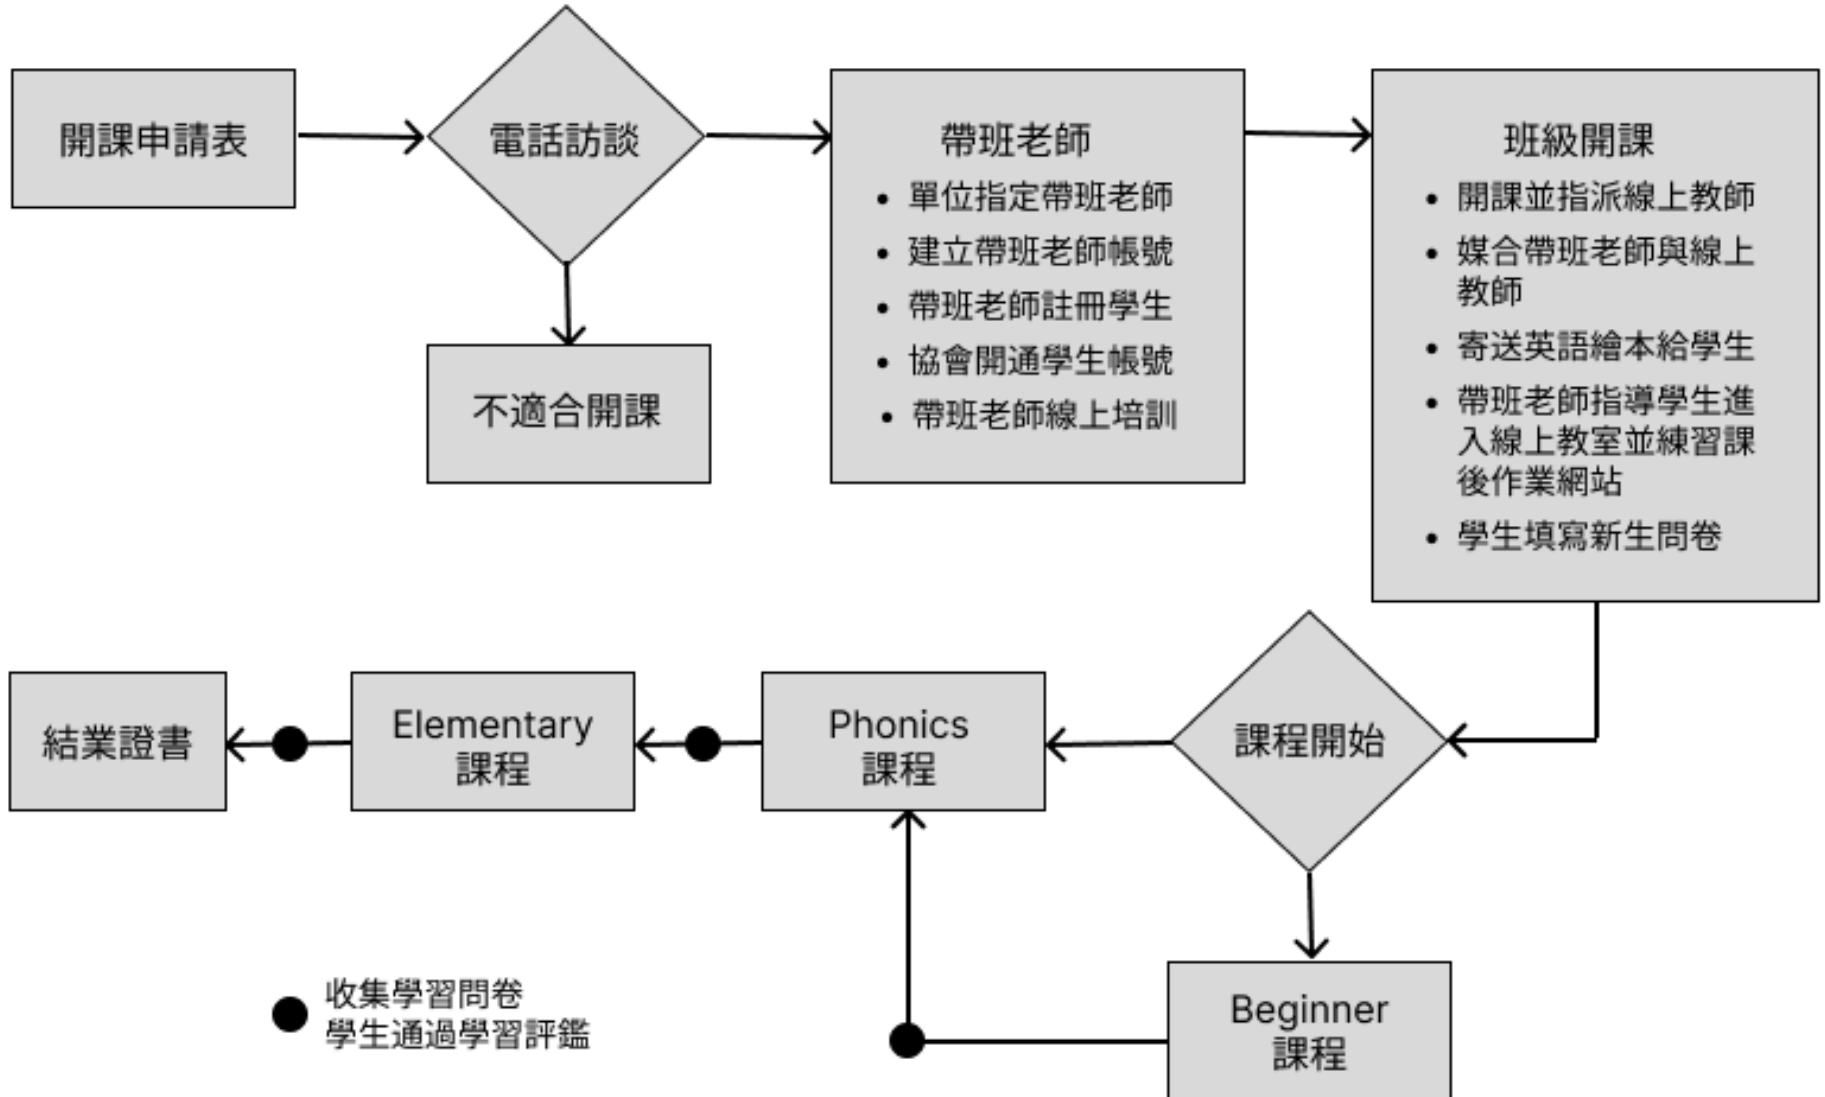 開課申請表
電話訪談
不適合開課
帶班老師
• 單位指定帶班老師
• 建立帶班老師帳號
• 帶班老師註冊學生
• 協會開通學生帳號
• 帶班老師線上培訓
班級開課
• 開課並指派線上教師
• 媒合帶班老師與線上
教師
• 寄送英語繪本給學生
• 帶班老師指導學生進
入線上教室並練習課
後作業網站
• 學生填寫新生問卷
課程開始
Beginner
課程
Phonics
課程
Elementary
課程
結業證書
收集學習問卷
學生通過學習評鑑